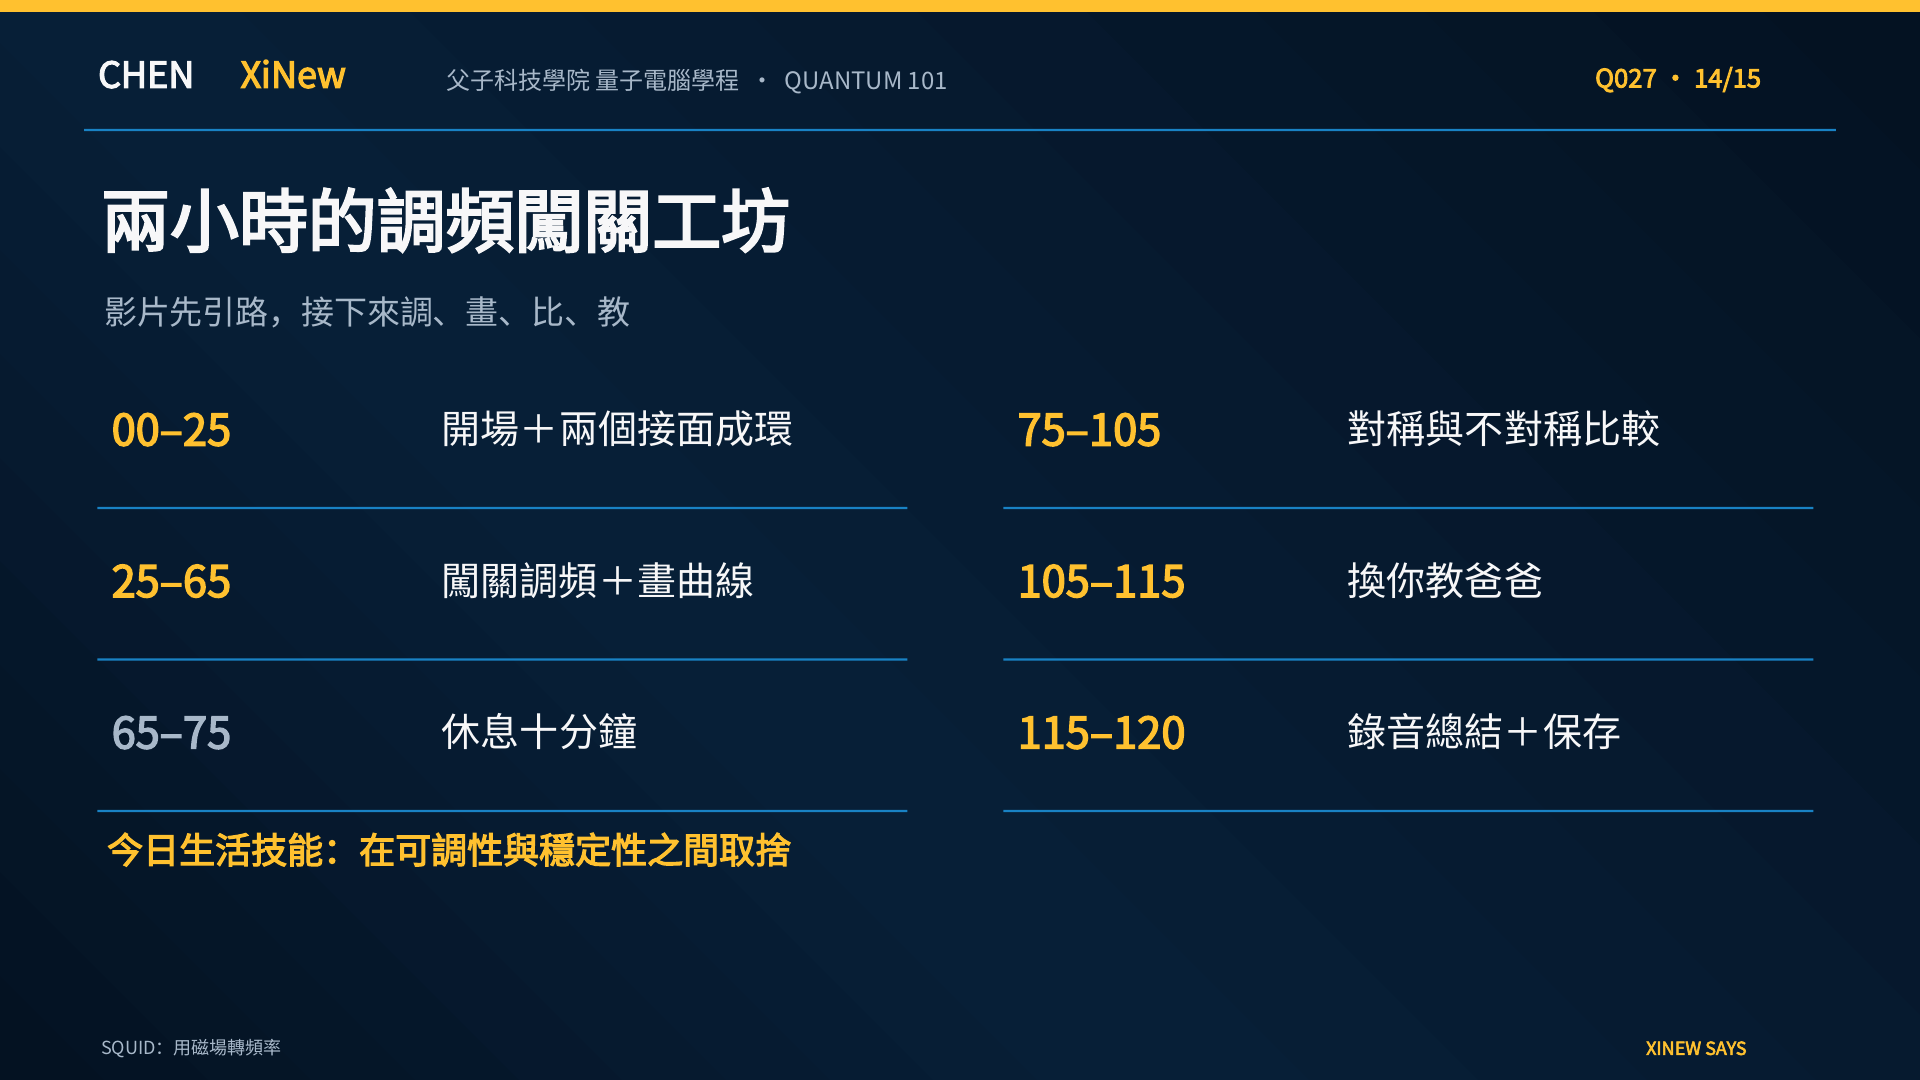 CHEN XiNew 父子科技學院 量子電腦學程 · QUANTUM 101 Q027 · 14/15
兩小時的調頻闖關工坊
影片先引路，接下來調、畫、比、教
00–25 開場＋兩個接面成環
25–65 闖關調頻＋畫曲線
65–75 休息十分鐘
75–105 對稱與不對稱比較
105–115 換你教爸爸
115–120 錄音總結＋保存
今日生活技能：在可調性與穩定性之間取捨
SQUID：用磁場轉頻率 XINEW SAYS